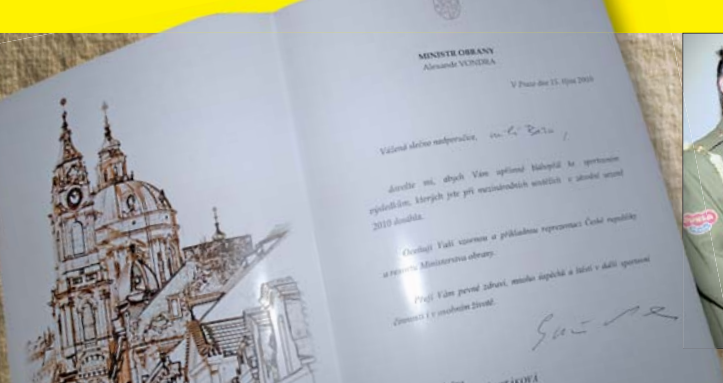 MINISTR OBRANY
Alexandr VONDRA
V Praze dne 15. října 2010
Vážená slečno nadporučice,
dovolte mi, abych Vám upřímně blahopřál ke sportovním
výsledkům, kterých jste při mezinárodních soutěžích v závodní sezoně
2010 dosáhla.
Oceňuji Vaši vzornou a příkladnou reprezentaci České republiky
a resortu Ministerstva obrany.
Přeji Vám pevné zdraví, mnoho úspěchů a štěstí v další sportovní
činnosti i v osobním životě.